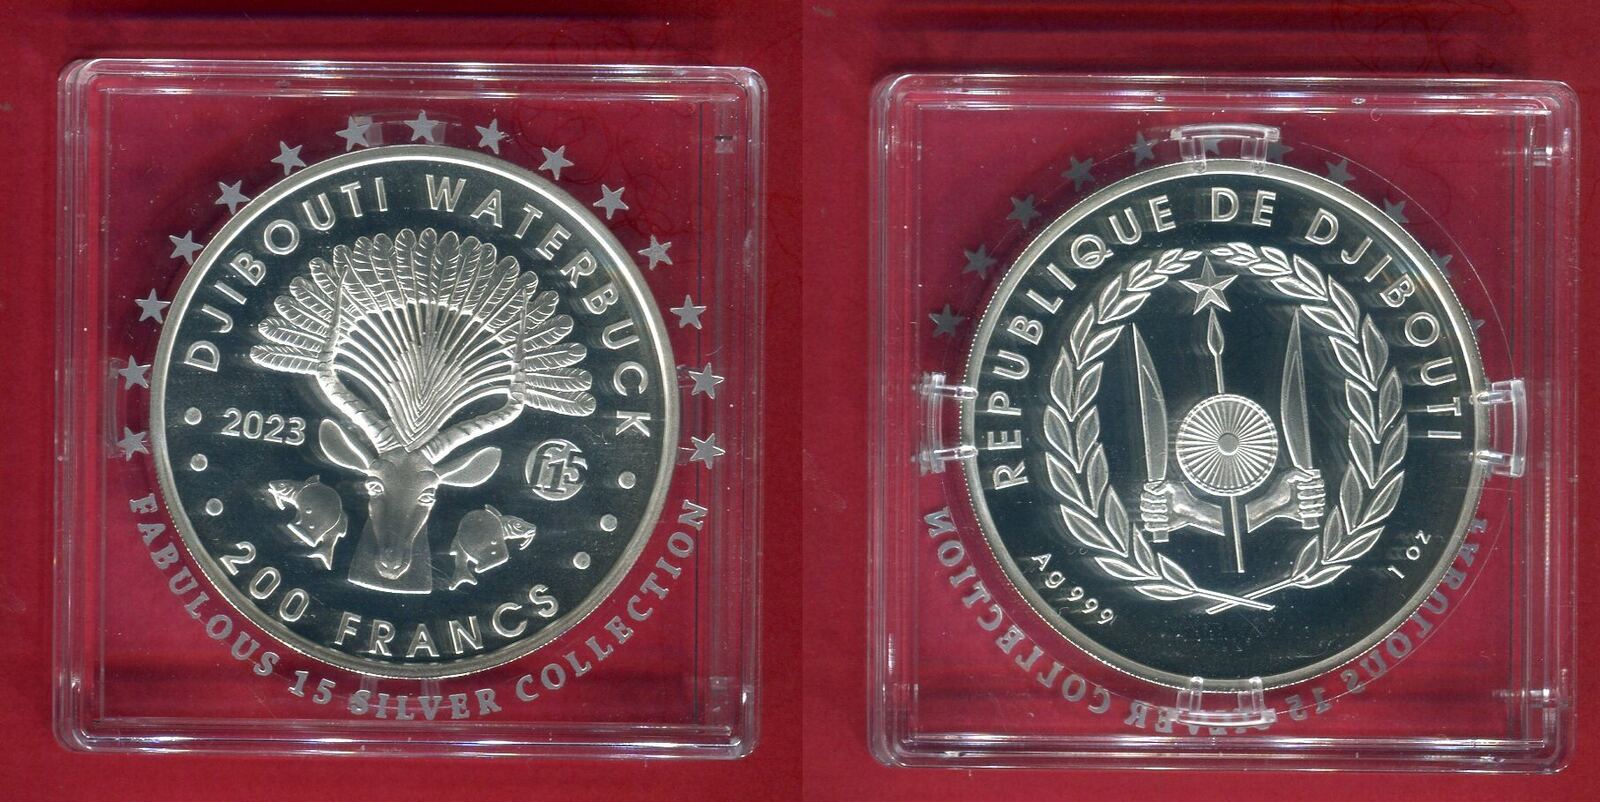 DJIBOUTI WATERBUCK
2023
f15
200 FRANCS
FABULOUS 15 SILVER COLLECTION
REPUBLIQUE DE DJIBOUTI
Ag 999
1 oz
FABULOUS 15 SILVER COLLECTION